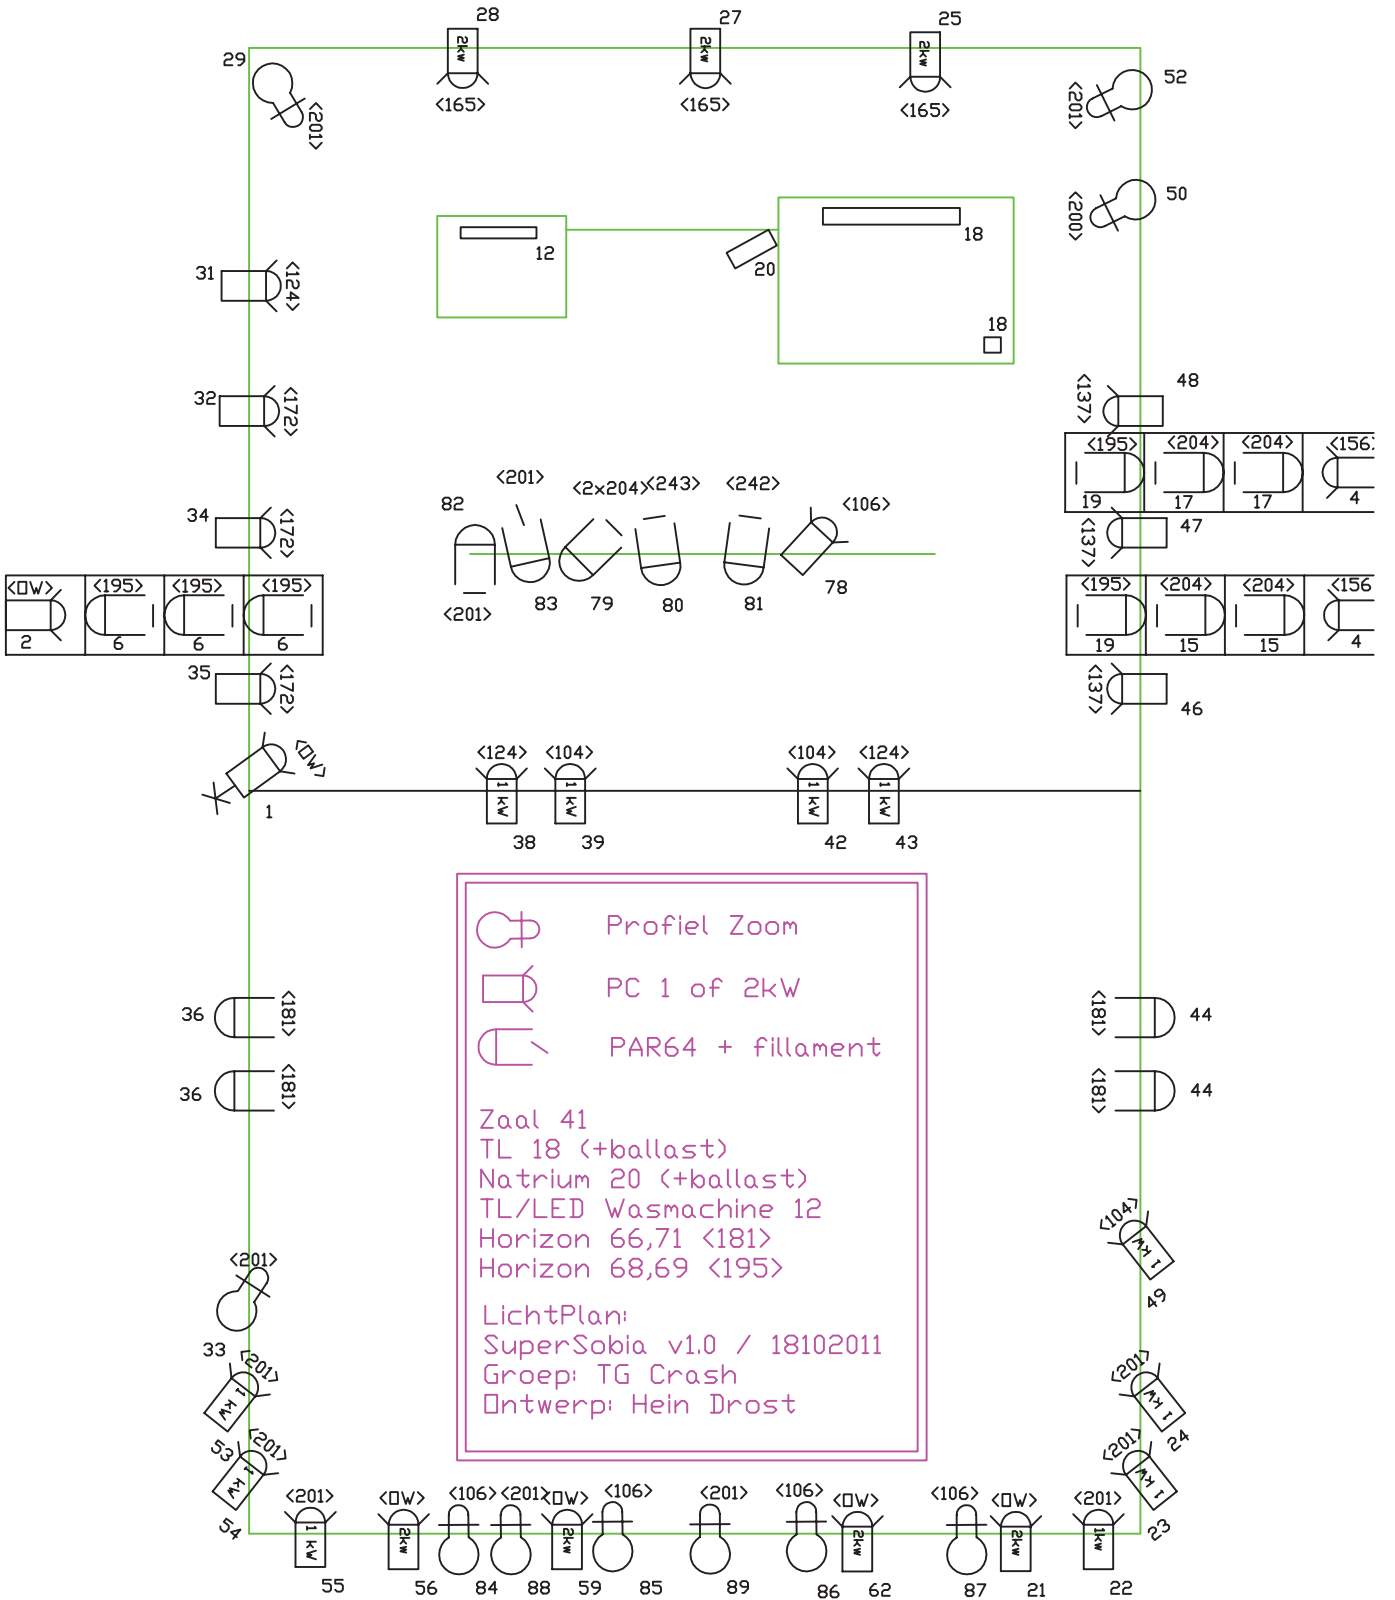 28
27
25
29
2kw
2kw
2kw
52
<165>
<165>
<165>
<201>
<201>
50
<200>
18
12
20
31
<124>
18
32
<172>
48
<137>
<195>
<204>
<204>
<156>
19
17
17
4
82
<201>
<2x204>
<243>
<242>
<106>
34
<172>
47
<137>
78
83
79
80
81
<201>
<0W>
<195>
<195>
<195>
2
6
6
6
<195>
<204>
<204>
<156
19
15
15
4
35
<172>
<137>
46
<0W>
1
<124>
<104>
<104>
<124>
1 kW
1 kW
1 kW
1 kW
38
39
42
43
Profiel Zoom
PC 1 of 2kW
PAR64 + fillament
36
<181>
<181>
44
36
<181>
<181>
44
Zaal 41
TL 18 (+ballast)
Natrium 20 (+ballast)
TL/LED Wasmachine 12
Horizon 66,71 <181>
Horizon 68,69 <195>
LichtPlan:
SuperSobia v1.0 / 18102011
Groep: TG Crash
Ontwerp: Hein Drost
<104>
1 kW
49
<201>
33
<201>
1 kW
53
<201>
1 kW
54
<201>
1 kW
24
<201>
1 kW
23
<201>
<0W>
<106>
<201>
<0W>
<106>
<201>
<106>
<0W>
<106>
<0W>
<201>
1 kW
2kw
2kw
2kw
2kw
1kw
55
56
84
88
59
85
89
86
62
87
21
22